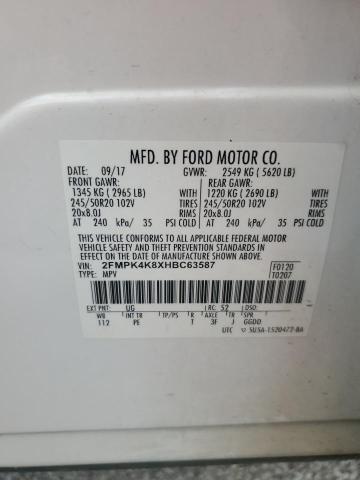 MFD. BY FORD MOTOR CO.
DATE: 09/17 GVWR: 2549 KG ( 5620 LB)
FRONT GAWR: REAR GAWR:
1345 KG ( 2965 LB) WITH 1220 KG ( 2690 LB) WITH
245/50R20 102V TIRES 245/50R20 102V TIRES
20x8.0J RIMS 20x8.0J RIMS
AT 240 kPa/ 35 PSI COLD AT 240 kPa/ 35 PSI COLD
THIS VEHICLE CONFORMS TO ALL APPLICABLE FEDERAL MOTOR
VEHICLE SAFETY AND THEFT PREVENTION STANDARDS
IN EFFECT ON THE DATE OF MANUFACTURE SHOWN ABOVE.
VIN: 2FMPK4K8XHBC63587 F0120
TYPE: MPV T0207
EXT PNT: UG RC: 52 DSO:
WB INT TR TP/PS R AXLE TR SPR
112 PE T 3F J GGDD
UTC